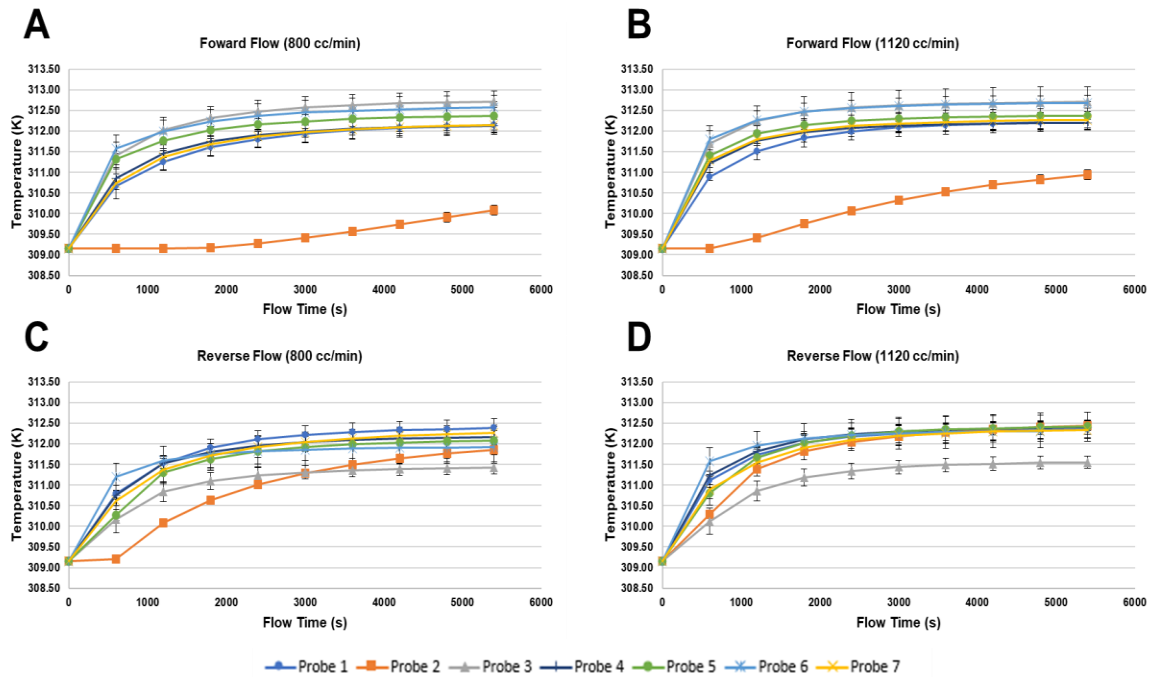 A
Foward Flow (800 cc/min)
Temperature (K)
313.50
313.00
312.50
312.00
311.50
311.00
310.50
310.00
309.50
309.00
308.50
0 1000 2000 3000 4000 5000 6000
Flow Time (s)
B
Forward Flow (1120 cc/min)
Temperature (K)
313.50
313.00
312.50
312.00
311.50
311.00
310.50
310.00
309.50
309.00
308.50
0 1000 2000 3000 4000 5000 6000
Flow Time (s)
C
Reverse Flow (800 cc/min)
Temperature (K)
313.50
313.00
312.50
312.00
311.50
311.00
310.50
310.00
309.50
309.00
308.50
0 1000 2000 3000 4000 5000 6000
Flow Time (s)
D
Reverse Flow (1120 cc/min)
Temperature (K)
313.50
313.00
312.50
312.00
311.50
311.00
310.50
310.00
309.50
309.00
308.50
0 1000 2000 3000 4000 5000 6000
Flow Time (s)
Probe 1 Probe 2 Probe 3 Probe 4 Probe 5 Probe 6 Probe 7